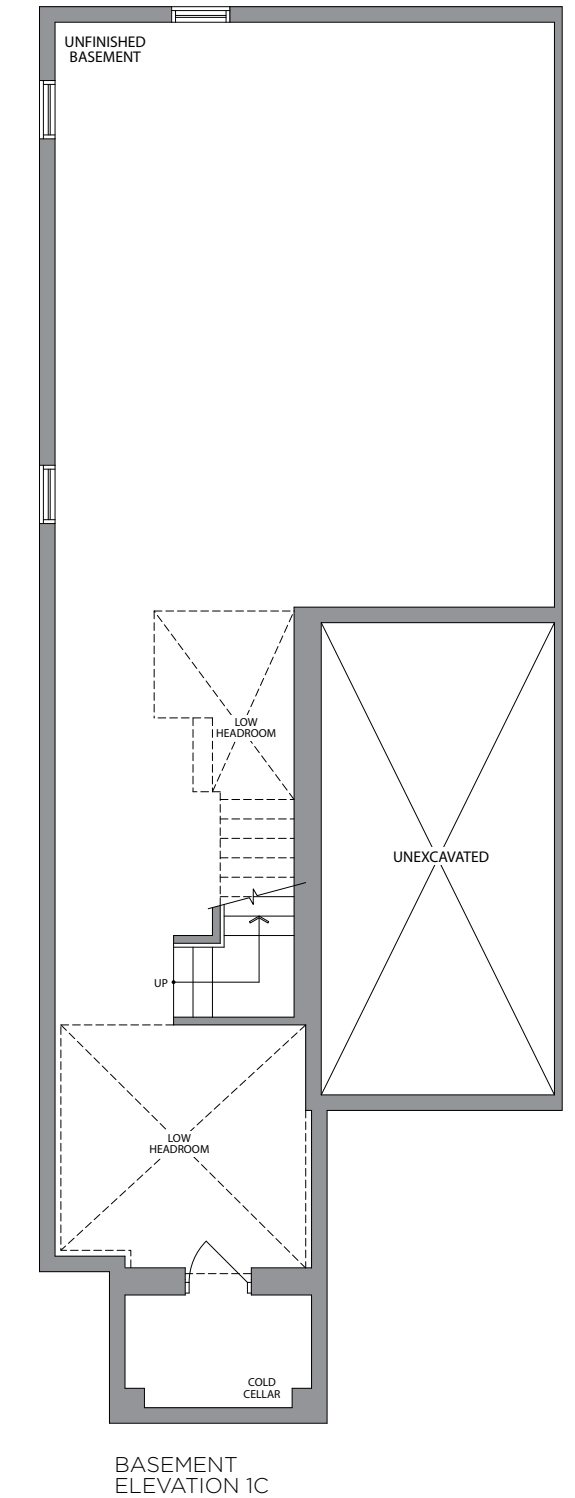 UNFINISHED
BASEMENT
LOW
HEADROOM
UNEXCAVATED
UP
LOW
HEADROOM
COLD
CELLAR
BASEMENT
ELEVATION 1C